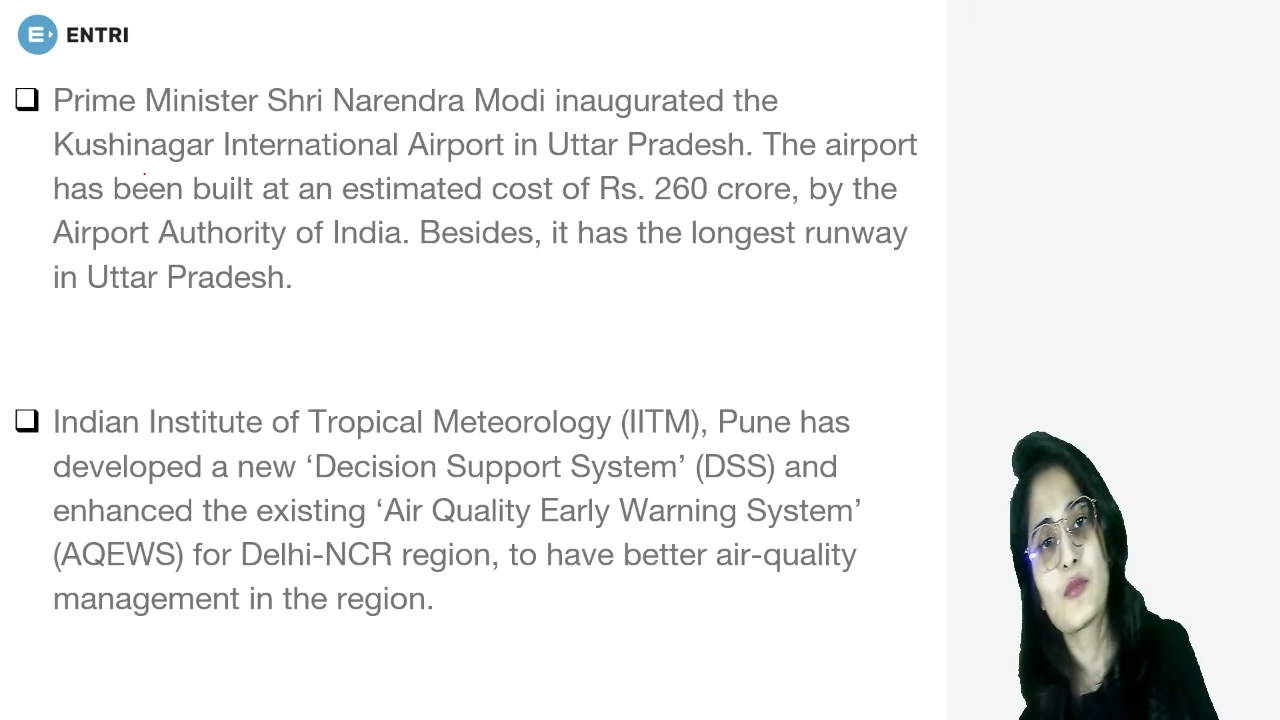 ENTRI
Prime Minister Shri Narendra Modi inaugurated the
Kushinagar International Airport in Uttar Pradesh. The airport
has been built at an estimated cost of Rs. 260 crore, by the
Airport Authority of India. Besides, it has the longest runway
in Uttar Pradesh.
Indian Institute of Tropical Meteorology (IITM), Pune has
developed a new ‘Decision Support System’ (DSS) and
enhanced the existing ‘Air Quality Early Warning System’
(AQEWS) for Delhi-NCR region, to have better air-quality
management in the region.